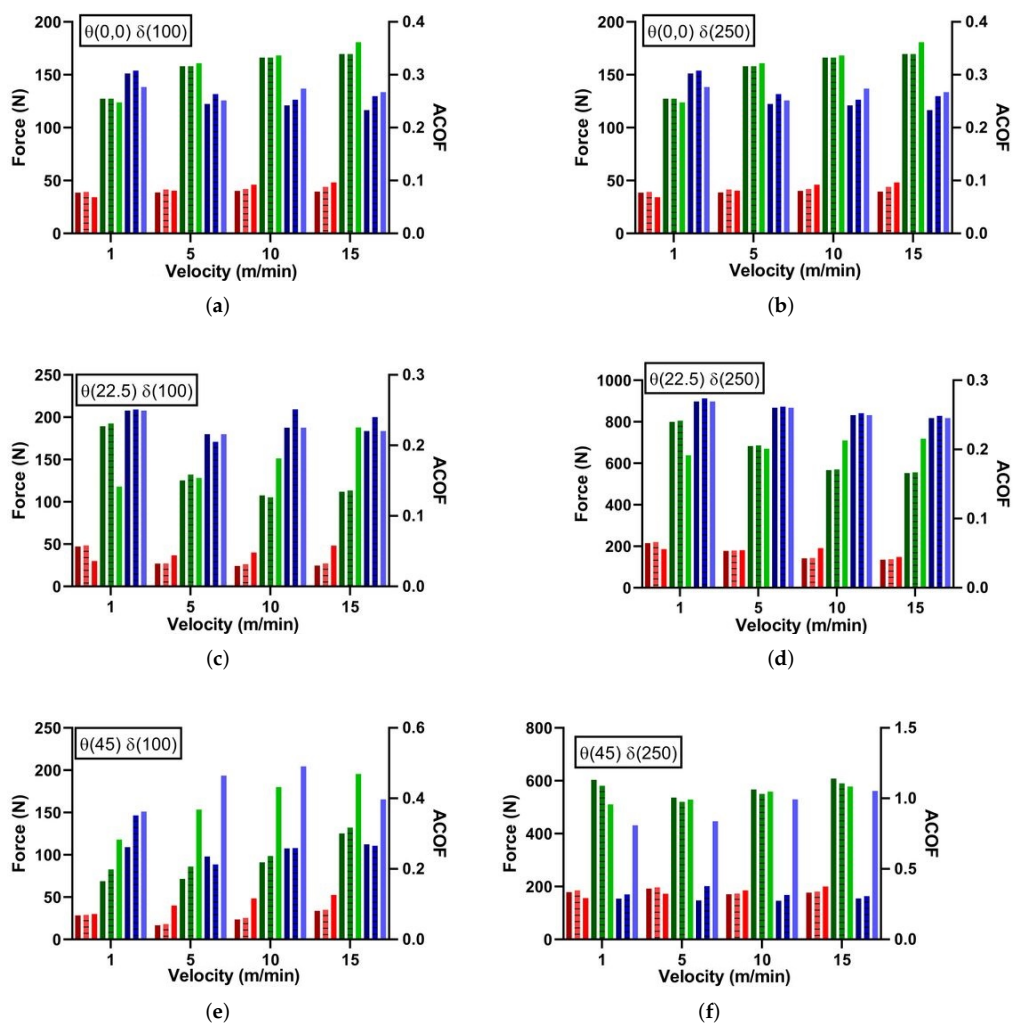 θ(0,0) δ(100)
200
150
100
50
0
Force (N)
0.4
0.3
0.2
0.1
0.0
ACOF
1 5 10 15
Velocity (m/min)
(a)
θ(0,0) δ(250)
200
150
100
50
0
Force (N)
0.4
0.3
0.2
0.1
0.0
ACOF
1 5 10 15
Velocity (m/min)
(b)
θ(22.5) δ(100)
250
200
150
100
50
0
Force (N)
0.3
0.2
0.1
0.0
ACOF
1 5 10 15
Velocity (m/min)
(c)
θ(22.5) δ(250)
1000
800
600
400
200
0
Force (N)
0.3
0.2
0.1
0.0
ACOF
1 5 10 15
Velocity (m/min)
(d)
θ(45) δ(100)
250
200
150
100
50
0
Force (N)
0.6
0.4
0.2
0.0
ACOF
1 5 10 15
Velocity (m/min)
(e)
θ(45) δ(250)
800
600
400
200
0
Force (N)
1.5
1.0
0.5
0.0
ACOF
1 5 10 15
Velocity (m/min)
(f)